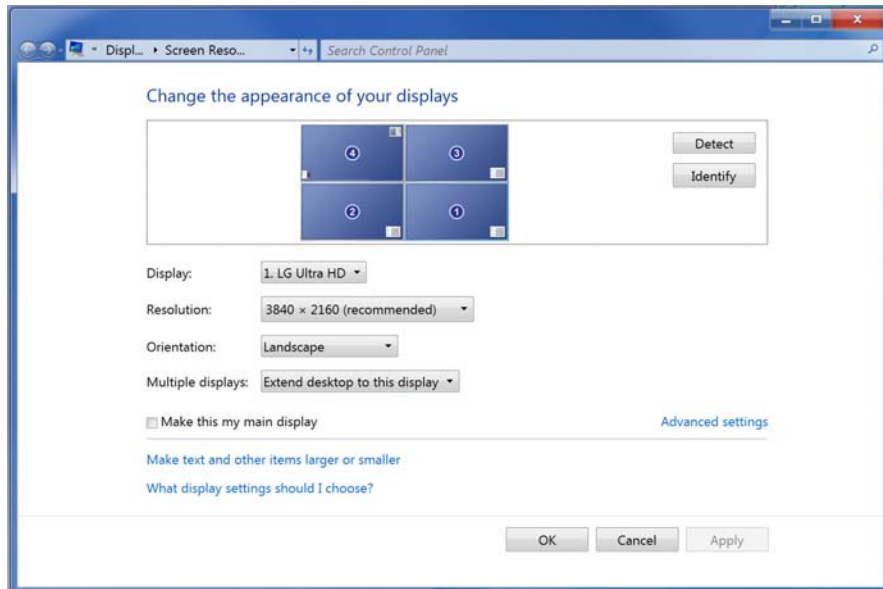 Displ... Screen Reso... Search Control Panel
Change the appearance of your displays
4 3
Detect
Identify
2 1
Display: 1. LG Ultra HD
Resolution: 3840 × 2160 (recommended)
Orientation: Landscape
Multiple displays: Extend desktop to this display
Make this my main display Advanced settings
Make text and other items larger or smaller
What display settings should I choose?
OK Cancel Apply